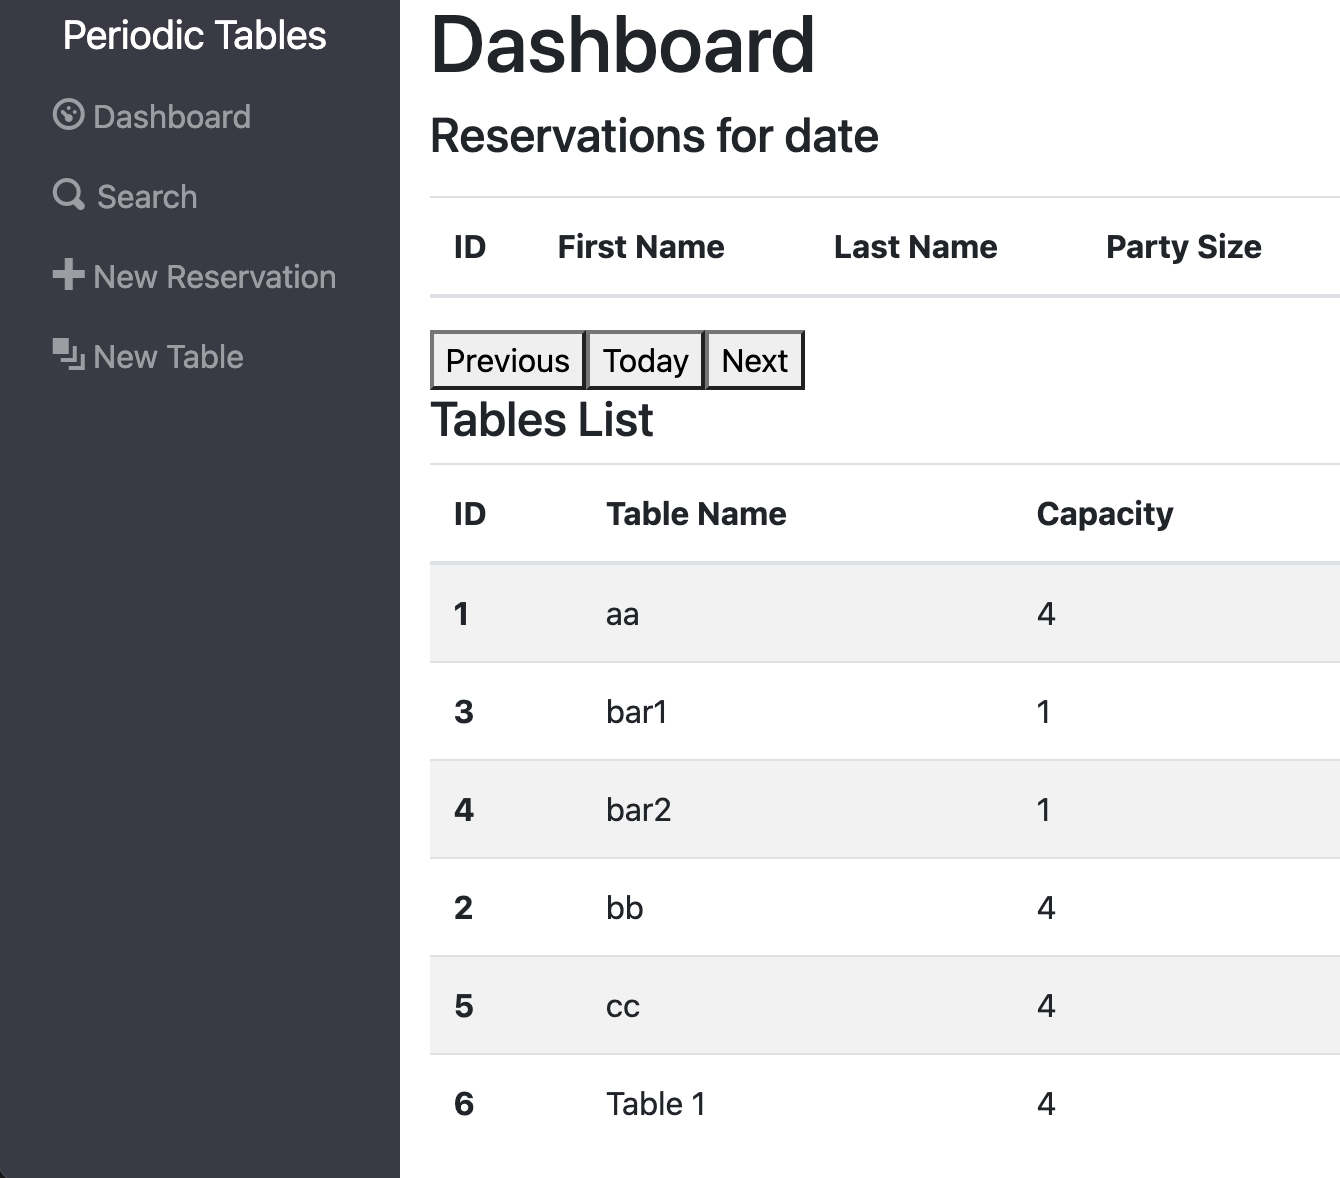 Periodic Tables
Dashboard
Search
New Reservation
New Table
Dashboard
Reservations for date
ID First Name Last Name Party Size
Previous Today Next
Tables List
ID Table Name Capacity
1 aa 4
3 bar1 1
4 bar2 1
2 bb 4
5 cc 4
6 Table 1 4